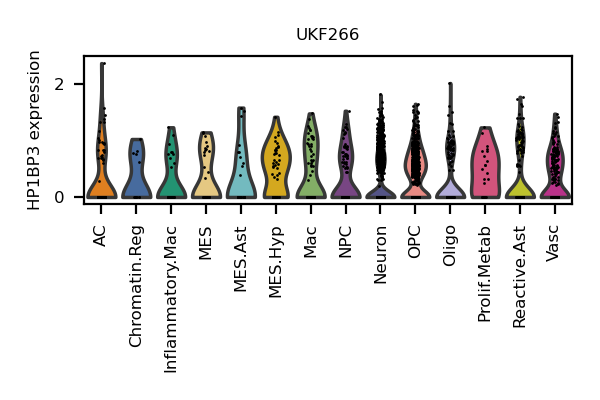 UKF266
HP1BP3 expression
2
0
AC
Chromatin.Reg
Inflammatory.Mac
MES
MES.Ast
MES.Hyp
Mac
NPC
Neuron
OPC
Oligo
Prolif.Metab
Reactive.Ast
Vasc